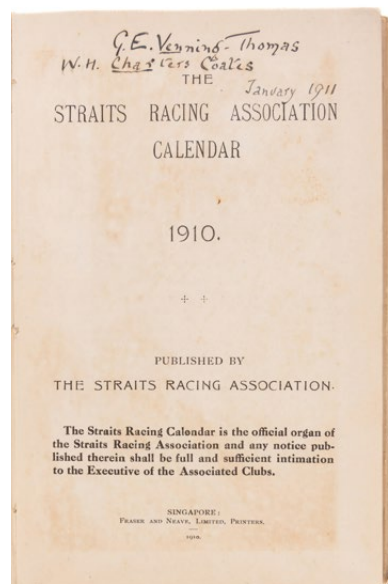 G. E. Venning-Thomas
W. H. Charters Coates
THE
January 1911
STRAITS RACING ASSOCIATION
CALENDAR
1910.
PUBLISHED BY
THE STRAITS RACING ASSOCIATION.
The Straits Racing Calendar is the official organ of
the Straits Racing Association and any notice pub-
lished therein shall be full and sufficient intimation
to the Executive of the Associated Clubs.
SINGAPORE:
FRASER AND NEAVE, LIMITED, PRINTERS.
1910.